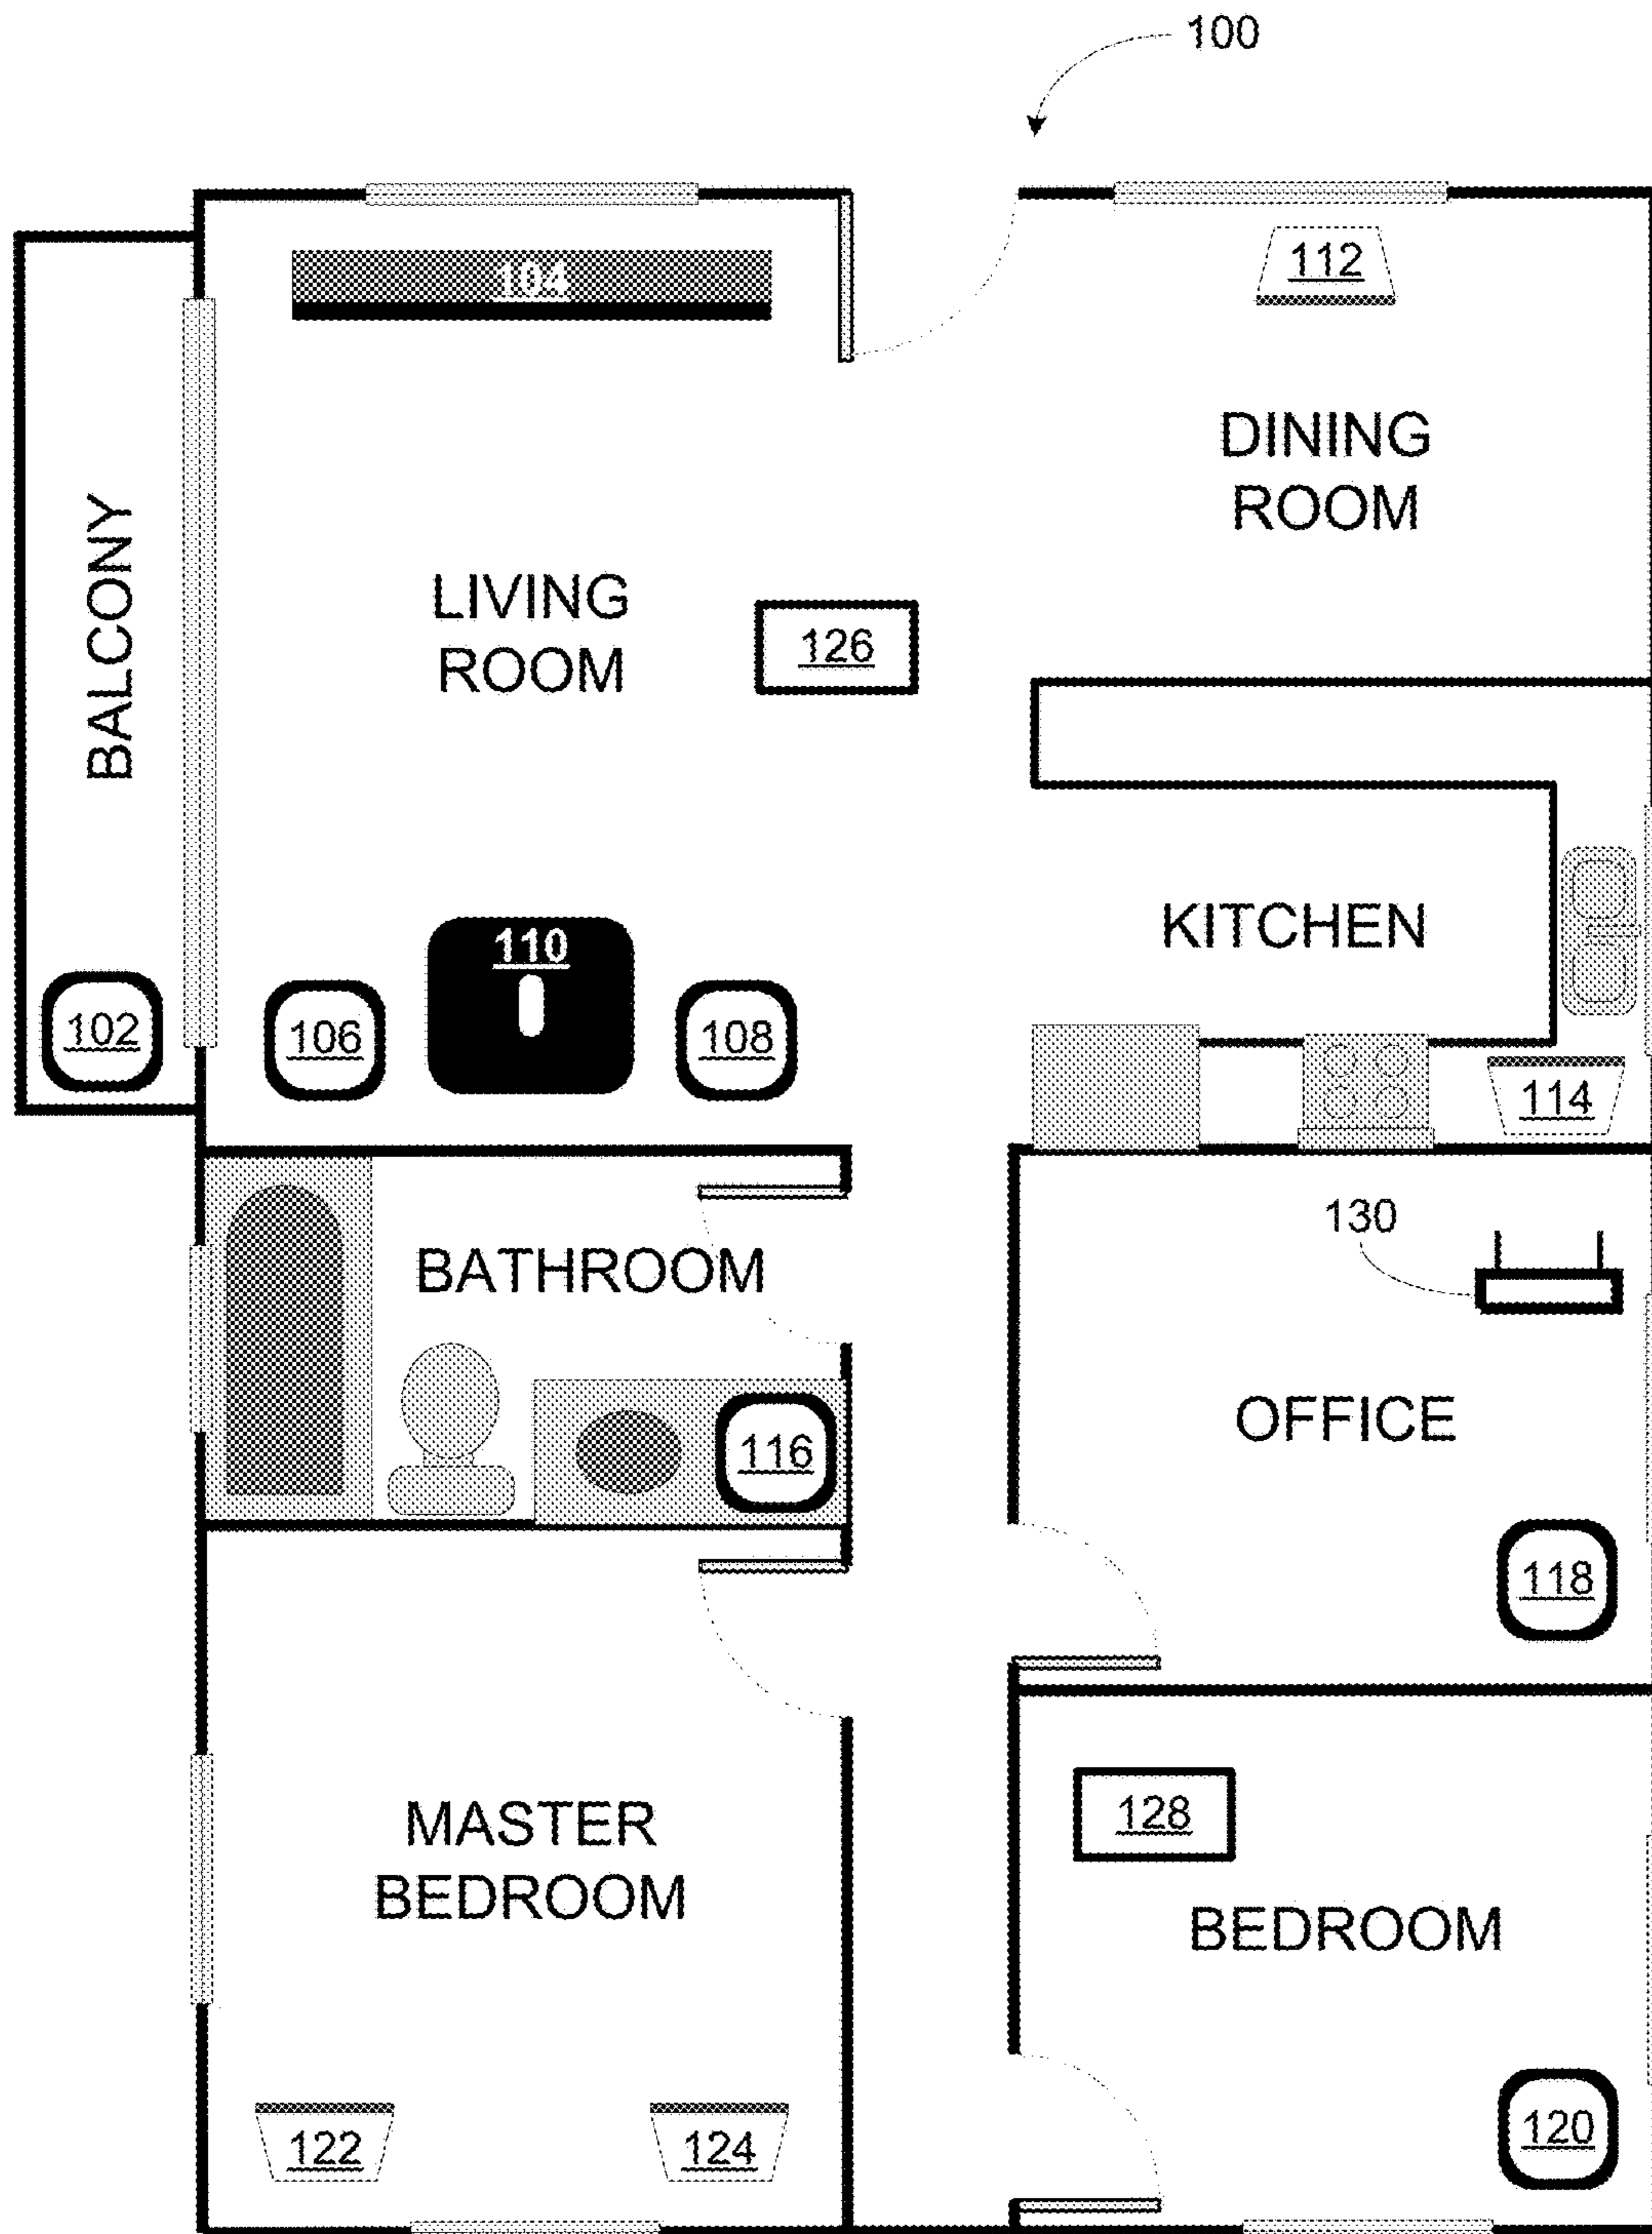 100
104
112
DINING
ROOM
BALCONY
LIVING
ROOM
126
KITCHEN
110
102
106
108
114
130
BATHROOM
OFFICE
116
118
MASTER
BEDROOM
128
BEDROOM
122
124
120